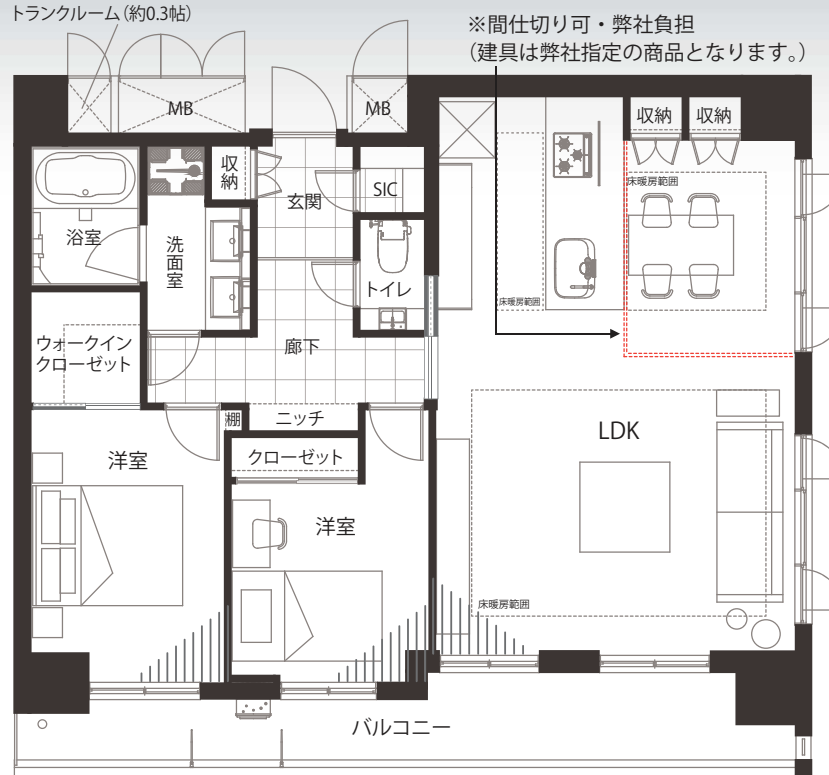 トランクルーム（約0.3帖）
※間仕切り可・弊社負担
（建具は弊社指定の商品となります。）
MB
MB
収納
収納
収納
玄関
SIC
床暖房範囲
浴室
洗面室
トイレ
床暖房範囲
ウォークイン
クローゼット
廊下
棚
ニッチ
LDK
洋室
クローゼット
洋室
床暖房範囲
バルコニー